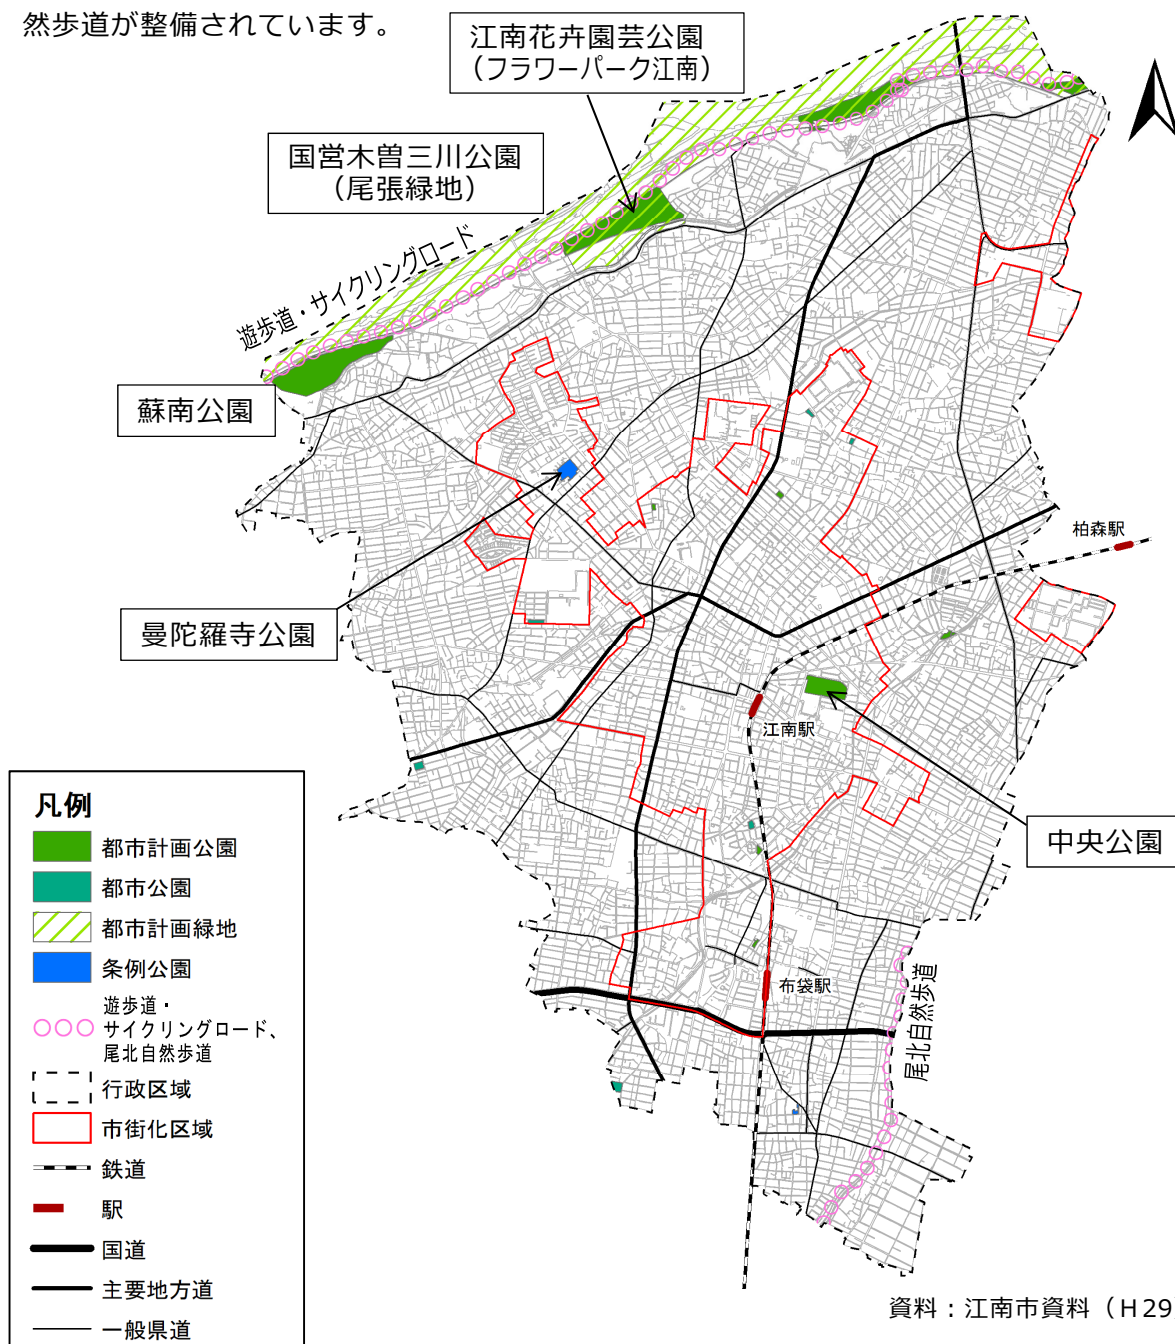 然歩道が整備されています。
江南花卉園芸公園
（フラワーパーク江南）
国営木曽三川公園
（尾張緑地）
遊歩道・サイクリングロード
蘇南公園
柏森駅
曼陀羅寺公園
江南駅
中央公園
布袋駅
尾北自然歩道
凡例
都市計画公園
都市公園
都市計画緑地
条例公園
遊歩道・
サイクリングロード、
尾北自然歩道
行政区域
市街化区域
鉄道
駅
国道
主要地方道
一般県道
資料：江南市資料（H29